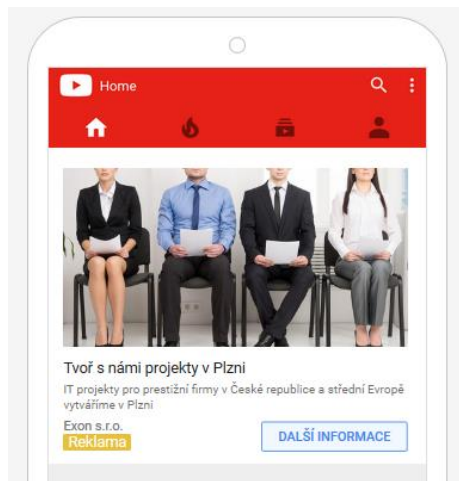 Home
Tvoř s námi projekty v Plzni
IT projekty pro prestižní firmy v České republice a střední Evropě
vytváříme v Plzni
Exon s.r.o.
Reklama
DALŠÍ INFORMACE